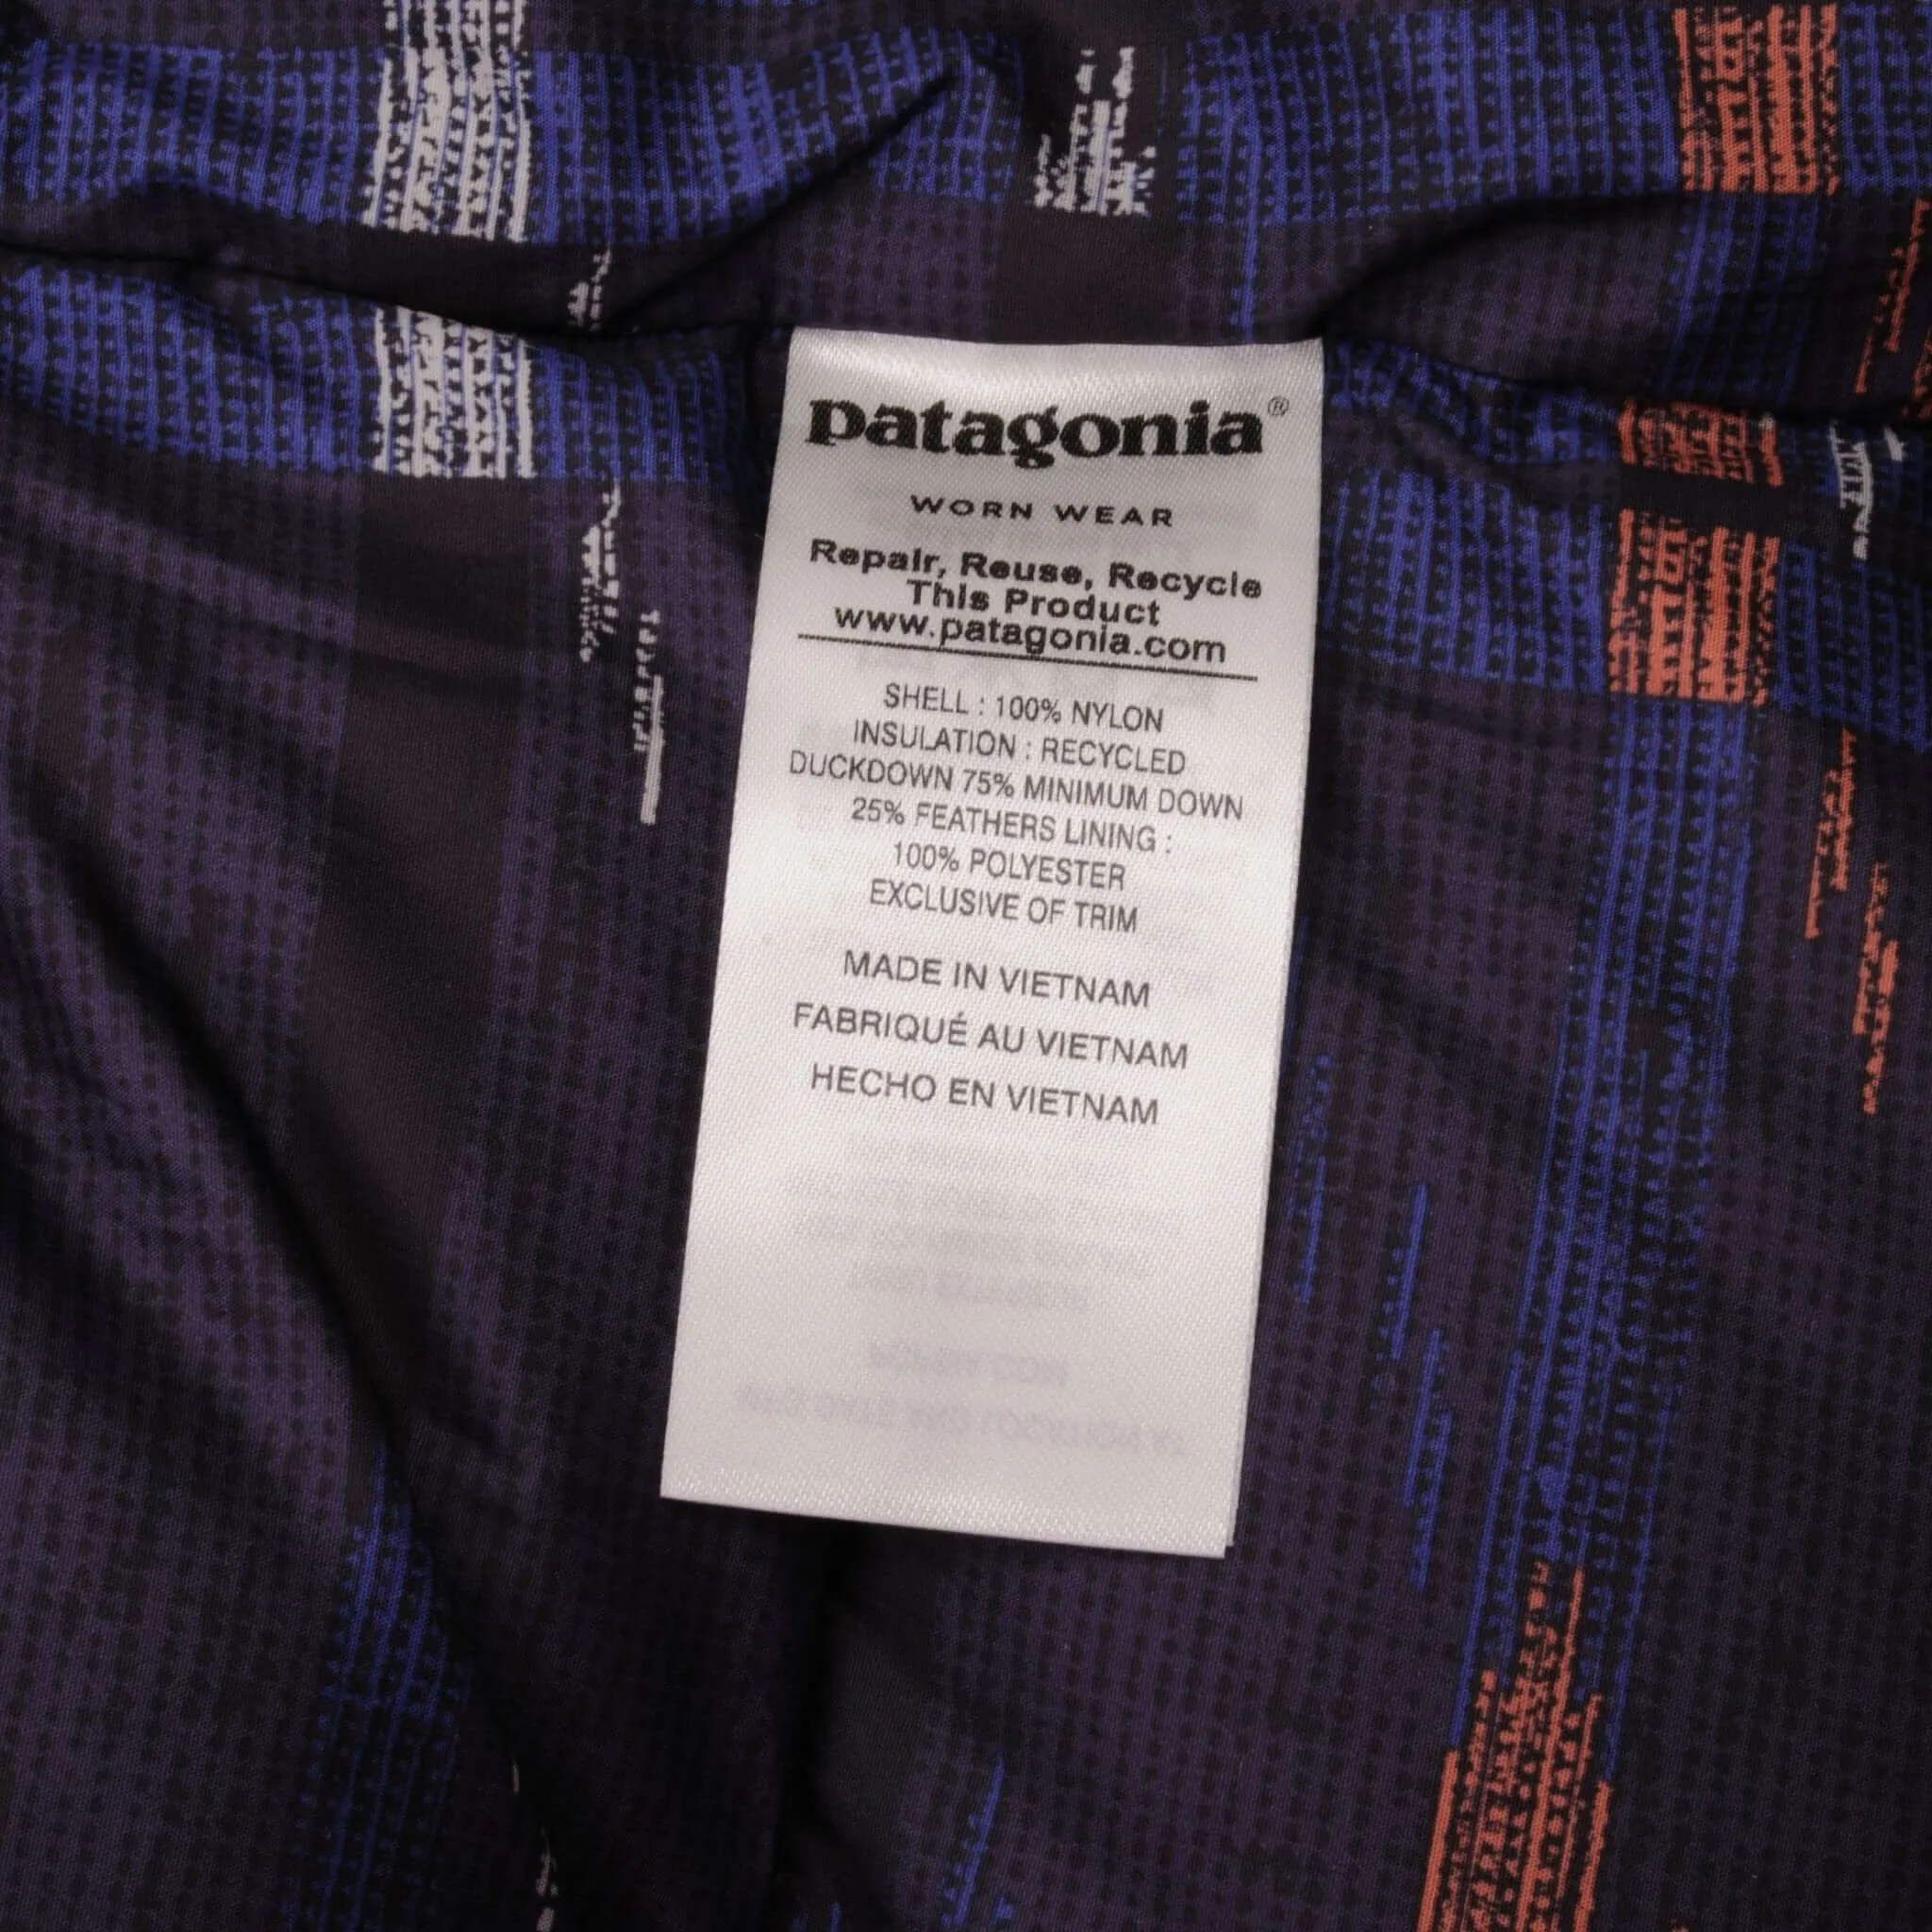 patagonia®
WORN WEAR
Repair, Reuse, Recycle
This Product
www.patagonia.com
SHELL : 100% NYLON
INSULATION : RECYCLED
DUCKDOWN 75% MINIMUM DOWN
25% FEATHERS LINING :
100% POLYESTER
EXCLUSIVE OF TRIM
MADE IN VIETNAM
FABRIQUÉ AU VIETNAM
HECHO EN VIETNAM